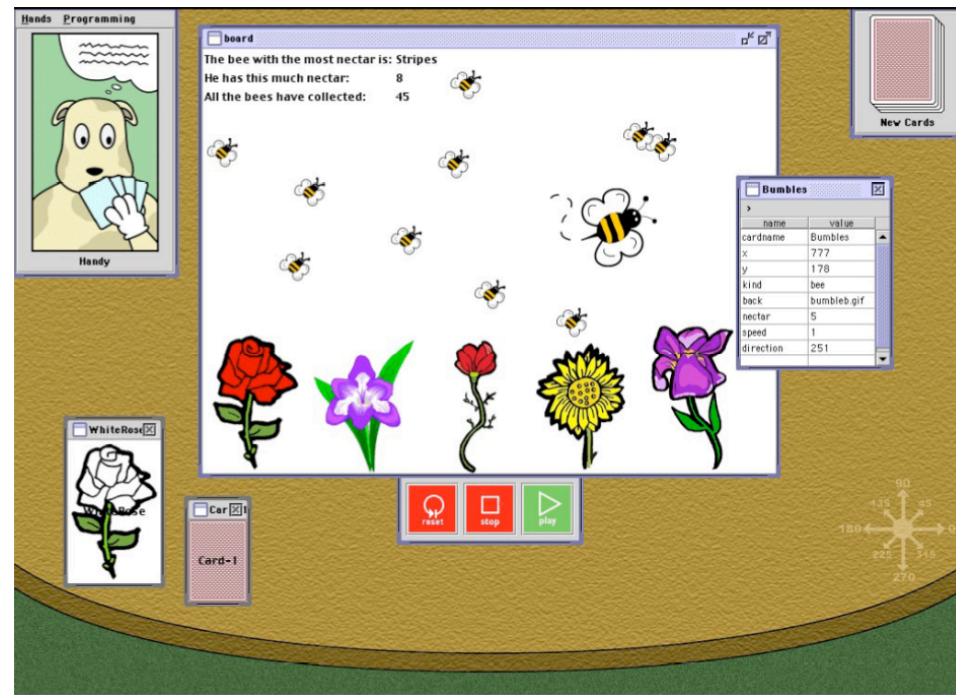 Hands Programming
Handy
board
The bee with the most nectar is: Stripes
He has this much nectar: 8
All the bees have collected: 45
New Cards
Bumbles
›
name value
cardname Bumbles
x 777
y 178
kind bee
back bumbleb.gif
nectar 5
speed 1
direction 251
WhiteRose
WhiteRose
Car
Card-1
reset stop play
90
135 45
180 0
225 315
270